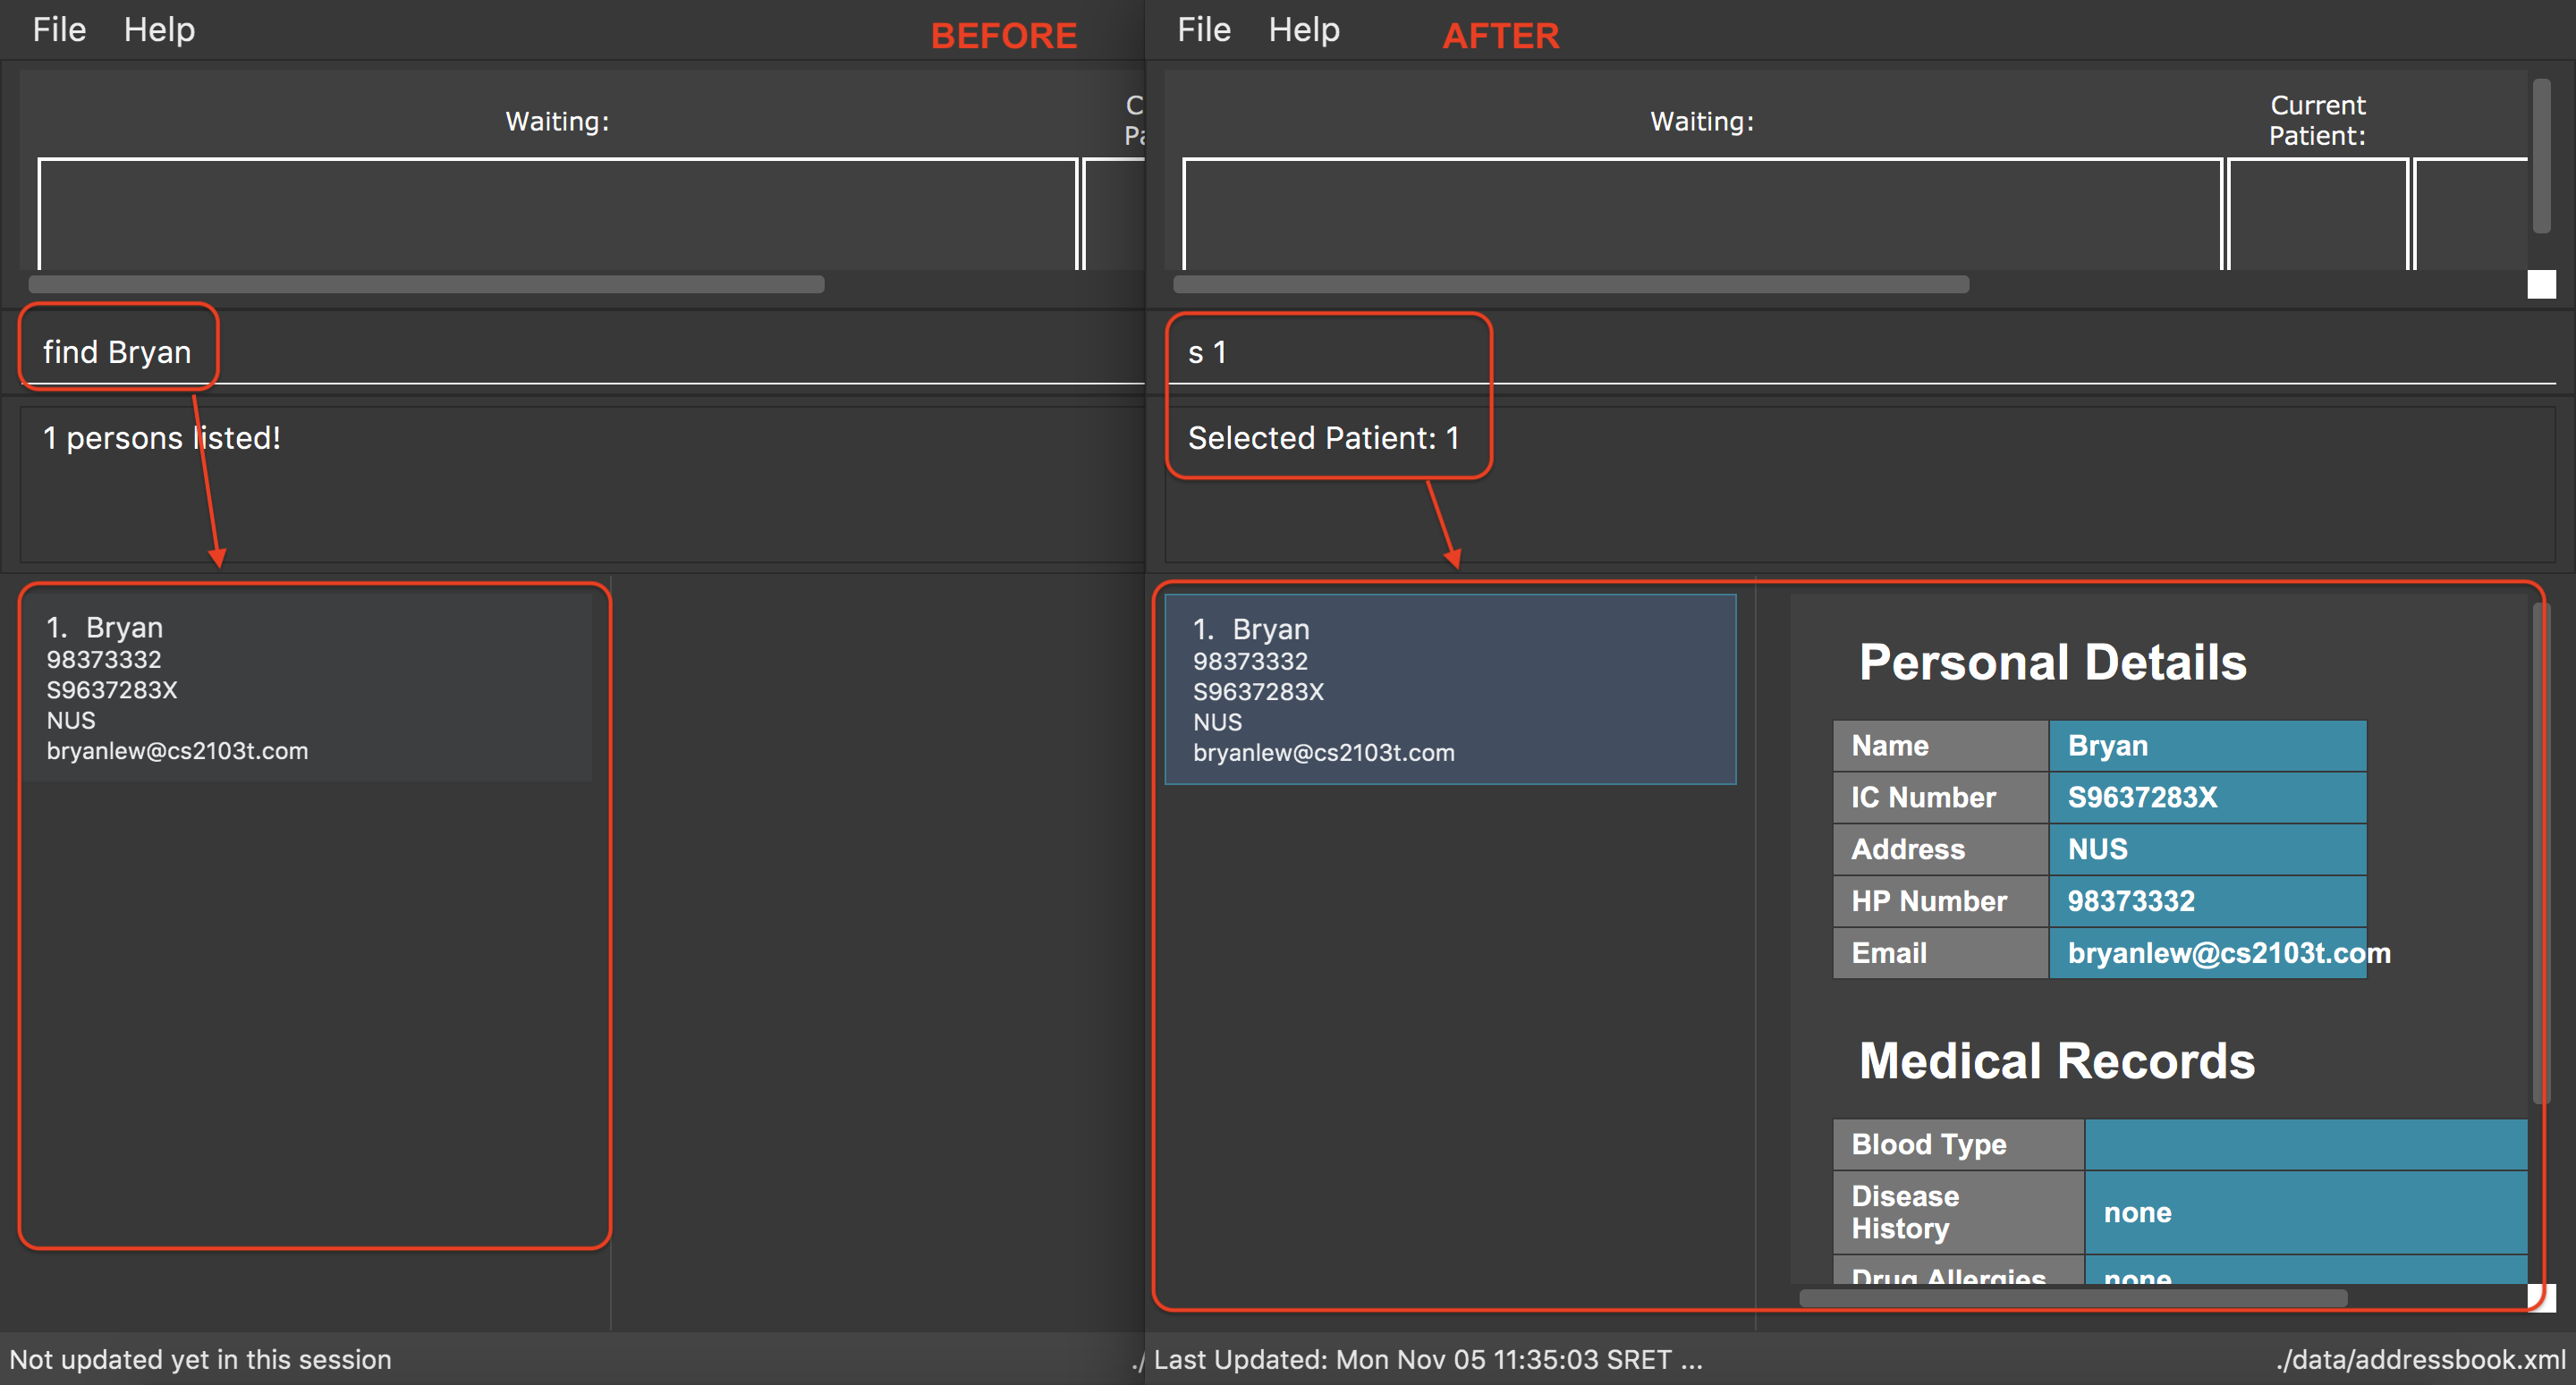 File Help BEFORE
Waiting:
find Bryan
1 persons listed!
1. Bryan
98373332
S9637283X
NUS
bryanlew@cs2103t.com
Not updated yet in this session
./
File Help AFTER
Waiting:
Current
Patient:
s 1
Selected Patient: 1
1. Bryan
98373332
S9637283X
NUS
bryanlew@cs2103t.com
Personal Details
Name Bryan
IC Number S9637283X
Address NUS
HP Number 98373332
Email bryanlew@cs2103t.com
Medical Records
Blood Type
Disease
History
none
Drug Allergies none
Last Updated: Mon Nov 05 11:35:03 SRET ...
./data/addressbook.xml